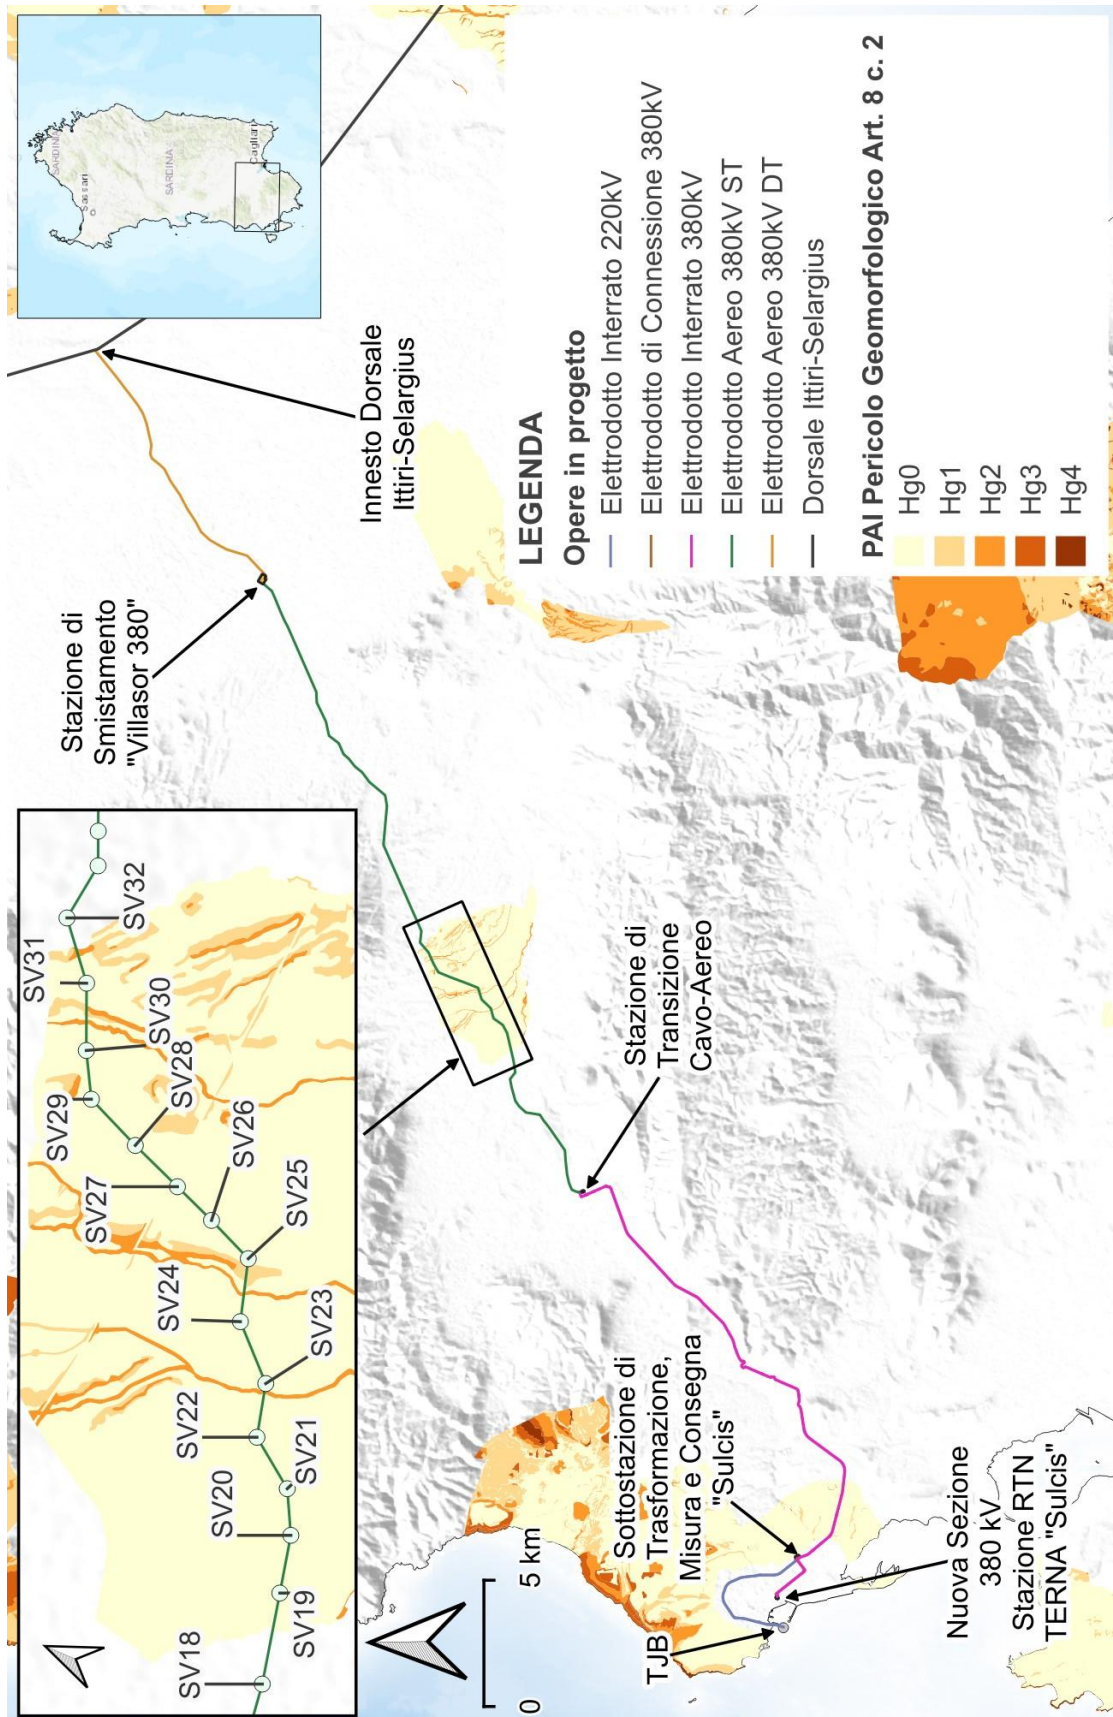 SV18
SV19
SV20
SV21
SV22
SV23
SV24
SV25
SV26
SV27
SV28
SV29
SV30
SV31
SV32
Stazione di
Smistamento
"Villasor 380"
Innesto Dorsale
Ittiri-Selargius
SARDINA
Sassari
SARDINA
Cagliari
0
5 km
TJB
Sottostazione di
Trasformazione,
Misura e Consegna
"Sulcis"
Stazione di
Transizione
Cavo-Aereo
Nuova Sezione
380 kV
Stazione RTN
TERNA "Sulcis"
LEGENDA
Opere in progetto
Elettrodotto Interrato 220kV
Elettrodotto di Connessione 380kV
Elettrodotto Interrato 380kV
Elettrodotto Aereo 380kV ST
Elettrodotto Aereo 380kV DT
Dorsale Ittiri-Selargius
PAI Pericolo Geomorfologico Art. 8 c. 2
Hg0
Hg1
Hg2
Hg3
Hg4